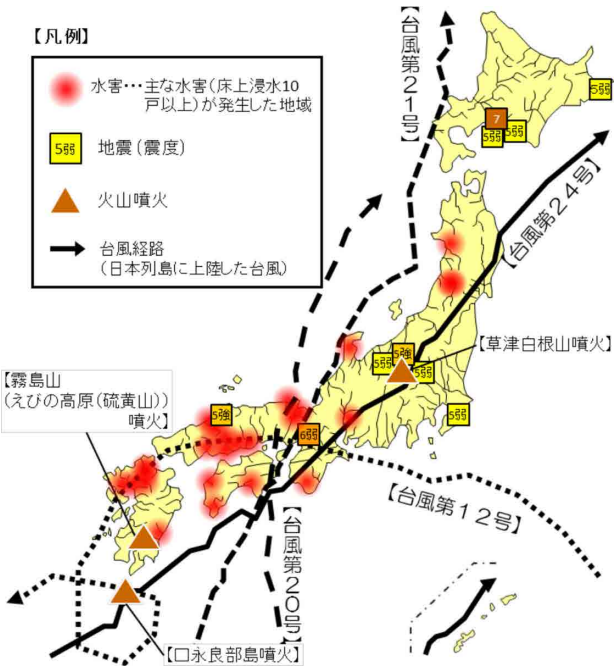 【凡例】
水害･･･主な水害(床上浸水10
戸以上)が発生した地域
5弱
地震(震度)
火山噴火
台風経路
(日本列島に上陸した台風)
【台風第21号】
5弱
7
5弱
5弱
【台風第24号】
【草津白根山噴火】
5強
5弱
5弱
5弱
【霧島山
(えびの高原(硫黄山))
噴火】
5強
6弱
【台風第12号】
【台風第20号】
【口永良部島噴火】